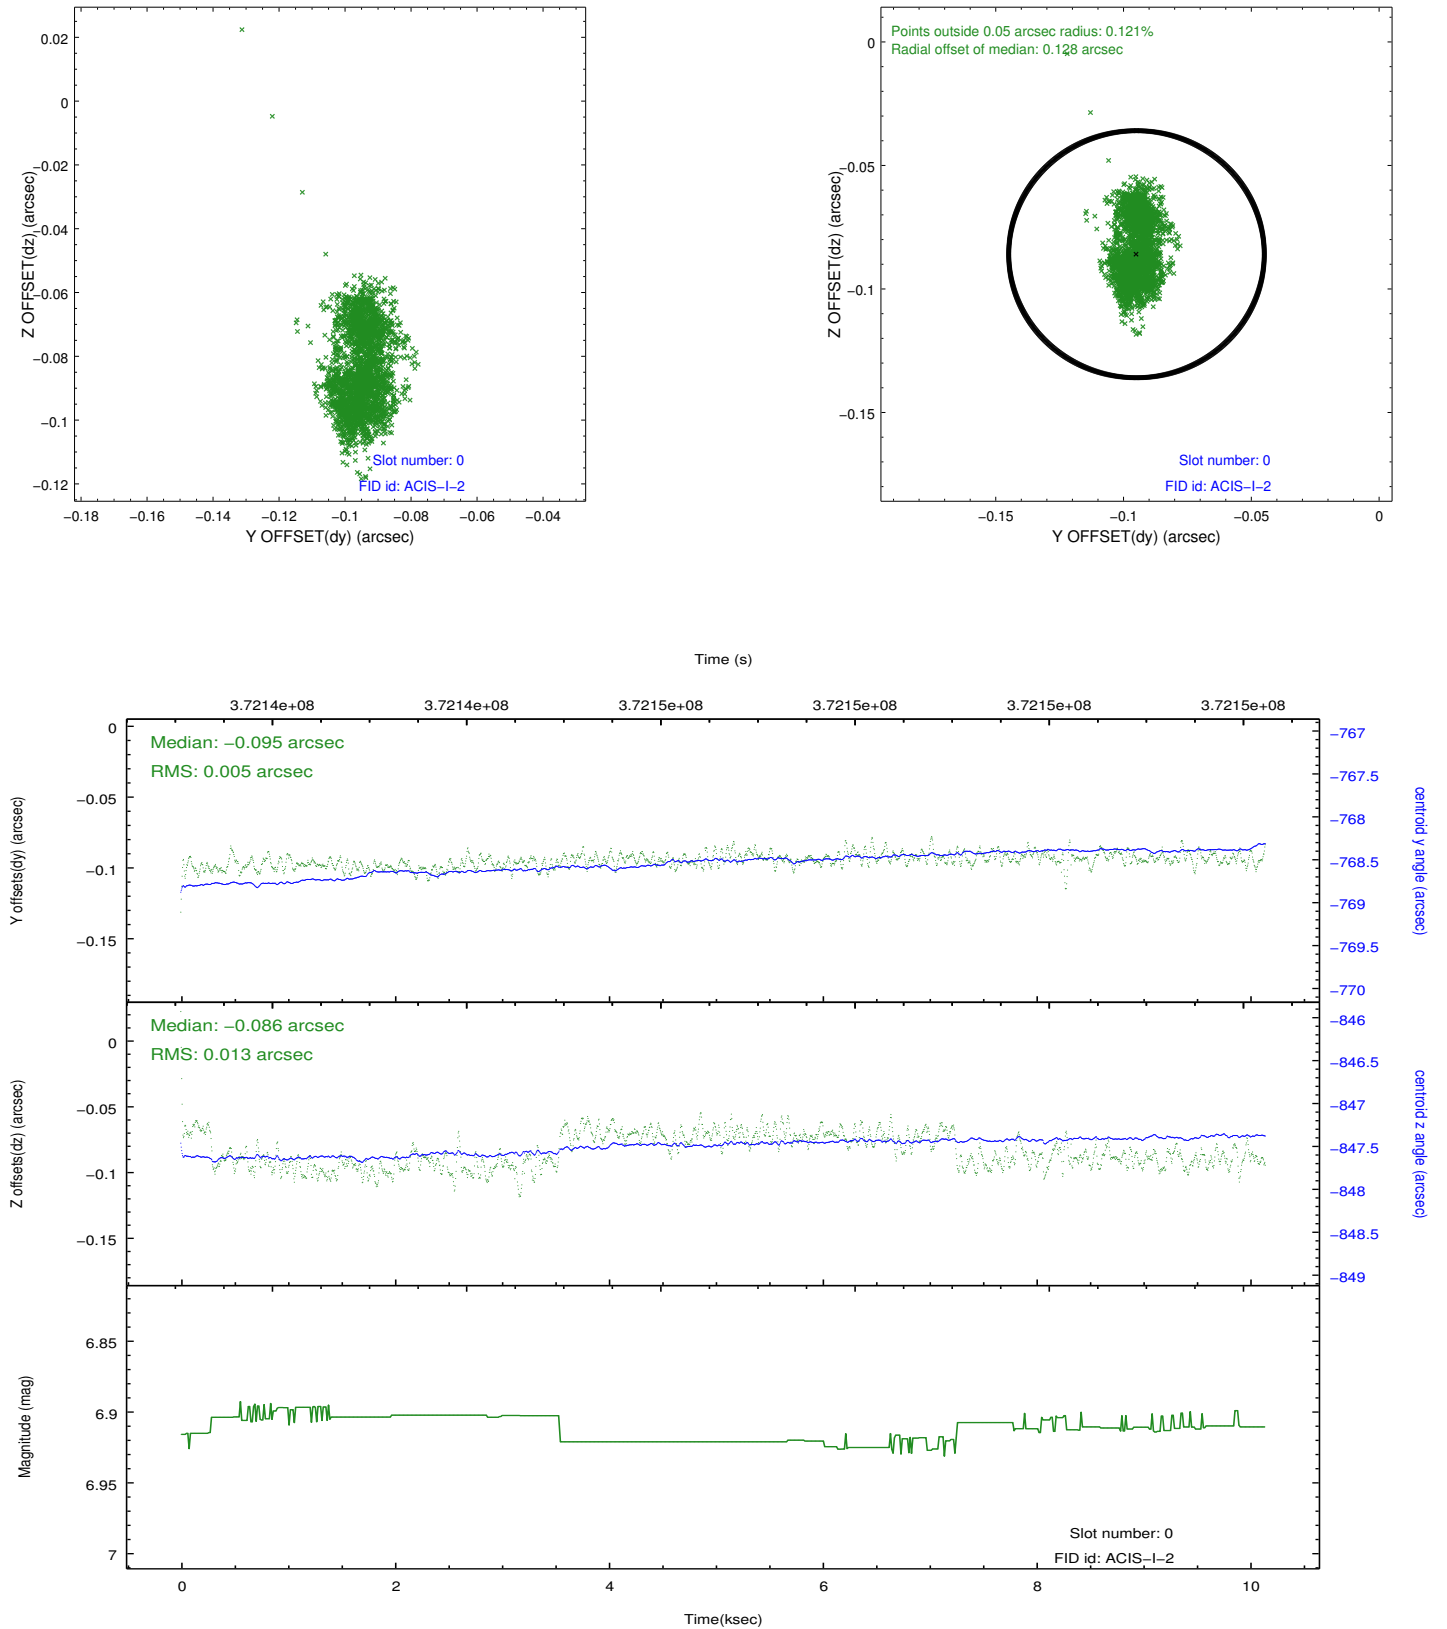 0.02
0
−0.02
−0.04
−0.06
−0.08
−0.1
−0.12
Z OFFSET(dz) (arcsec)
Slot number: 0
FID id: ACIS−I−2
−0.18 −0.16 −0.14 −0.12 −0.1 −0.08 −0.06 −0.04
Y OFFSET(dy) (arcsec)
Points outside 0.05 arcsec radius: 0.121%
Radial offset of median: 0.128 arcsec
0
−0.05
−0.1
−0.15
Z OFFSET(dz) (arcsec)
Slot number: 0
FID id: ACIS−I−2
−0.15 −0.1 −0.05 0
Y OFFSET(dy) (arcsec)
Time (s)
3.7214e+08 3.7214e+08 3.7215e+08 3.7215e+08 3.7215e+08 3.7215e+08
Median: −0.095 arcsec
RMS: 0.005 arcsec
0
−0.05
−0.1
−0.15
Y offsets(dy) (arcsec)
−767
−767.5
−768
−768.5
−769
−769.5
−770
centroid y angle (arcsec)
Median: −0.086 arcsec
RMS: 0.013 arcsec
0
−0.05
−0.1
−0.15
Z offsets(dz) (arcsec)
−846
−846.5
−847
−847.5
−848
−848.5
−849
centroid z angle (arcsec)
6.85
6.9
6.95
7
Magnitude (mag)
Slot number: 0
FID id: ACIS−I−2
0 2 4 6 8 10
Time(ksec)